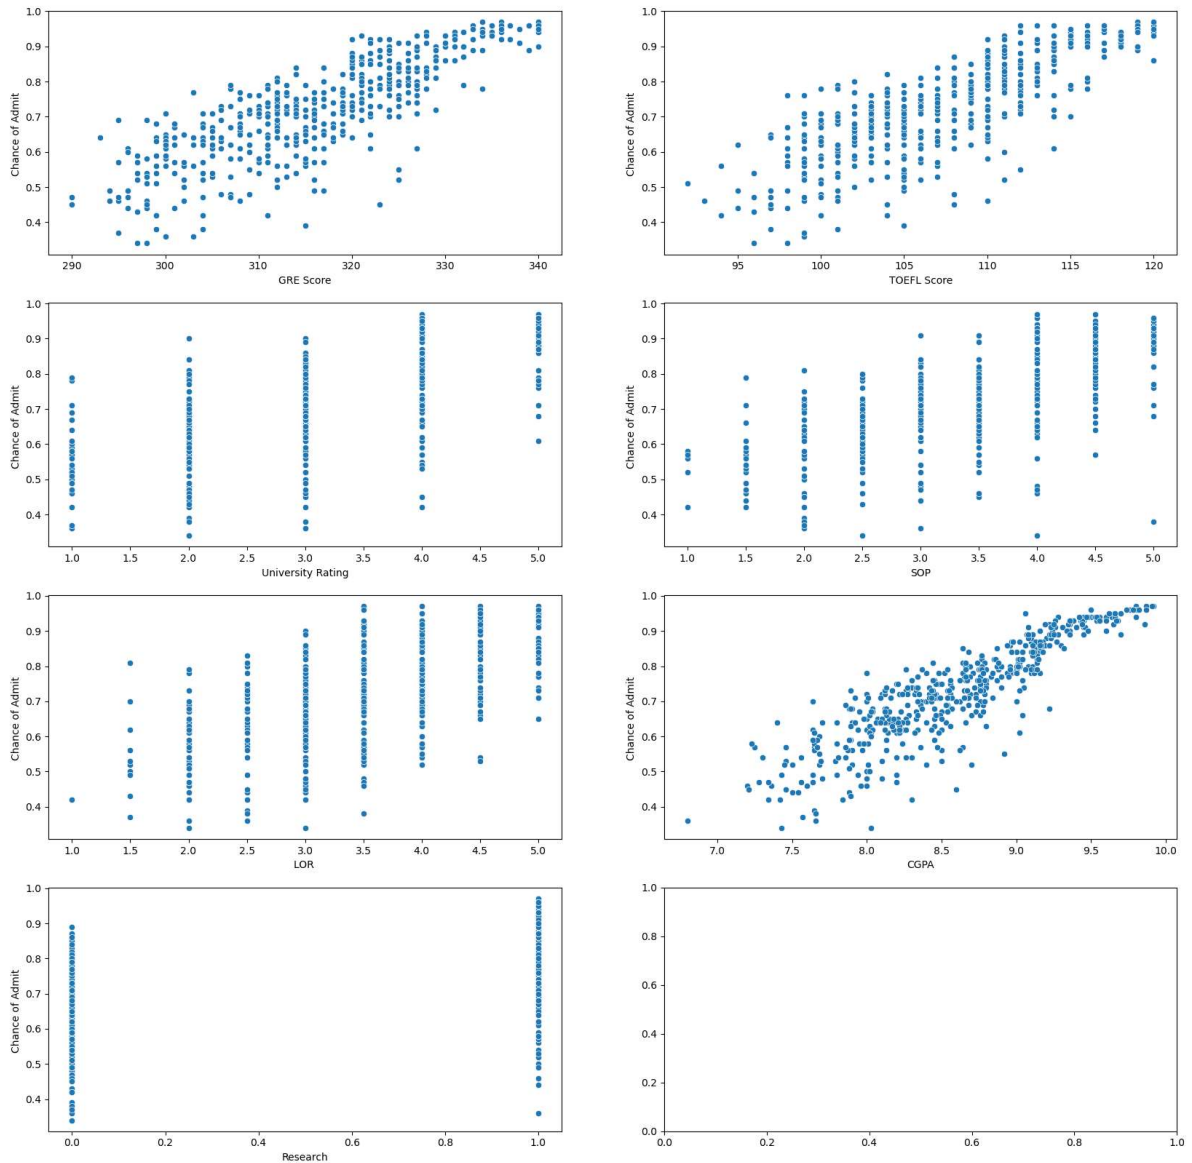 1.0
0.9
0.8
0.7
0.6
0.5
0.4
Chance of Admit
290 300 310 320 330 340
GRE Score
1.0
0.9
0.8
0.7
0.6
0.5
0.4
Chance of Admit
95 100 105 110 115 120
TOEFL Score
1.0
0.9
0.8
0.7
0.6
0.5
0.4
Chance of Admit
1.0 1.5 2.0 2.5 3.0 3.5 4.0 4.5 5.0
University Rating
1.0
0.9
0.8
0.7
0.6
0.5
0.4
Chance of Admit
1.0 1.5 2.0 2.5 3.0 3.5 4.0 4.5 5.0
SOP
1.0
0.9
0.8
0.7
0.6
0.5
0.4
Chance of Admit
1.0 1.5 2.0 2.5 3.0 3.5 4.0 4.5 5.0
LOR
1.0
0.9
0.8
0.7
0.6
0.5
0.4
Chance of Admit
7.0 7.5 8.0 8.5 9.0 9.5 10.0
CGPA
1.0
0.9
0.8
0.7
0.6
0.5
0.4
Chance of Admit
0.0 0.2 0.4 0.6 0.8 1.0
Research
1.0
0.8
0.6
0.4
0.2
0.0
0.0 0.2 0.4 0.6 0.8 1.0